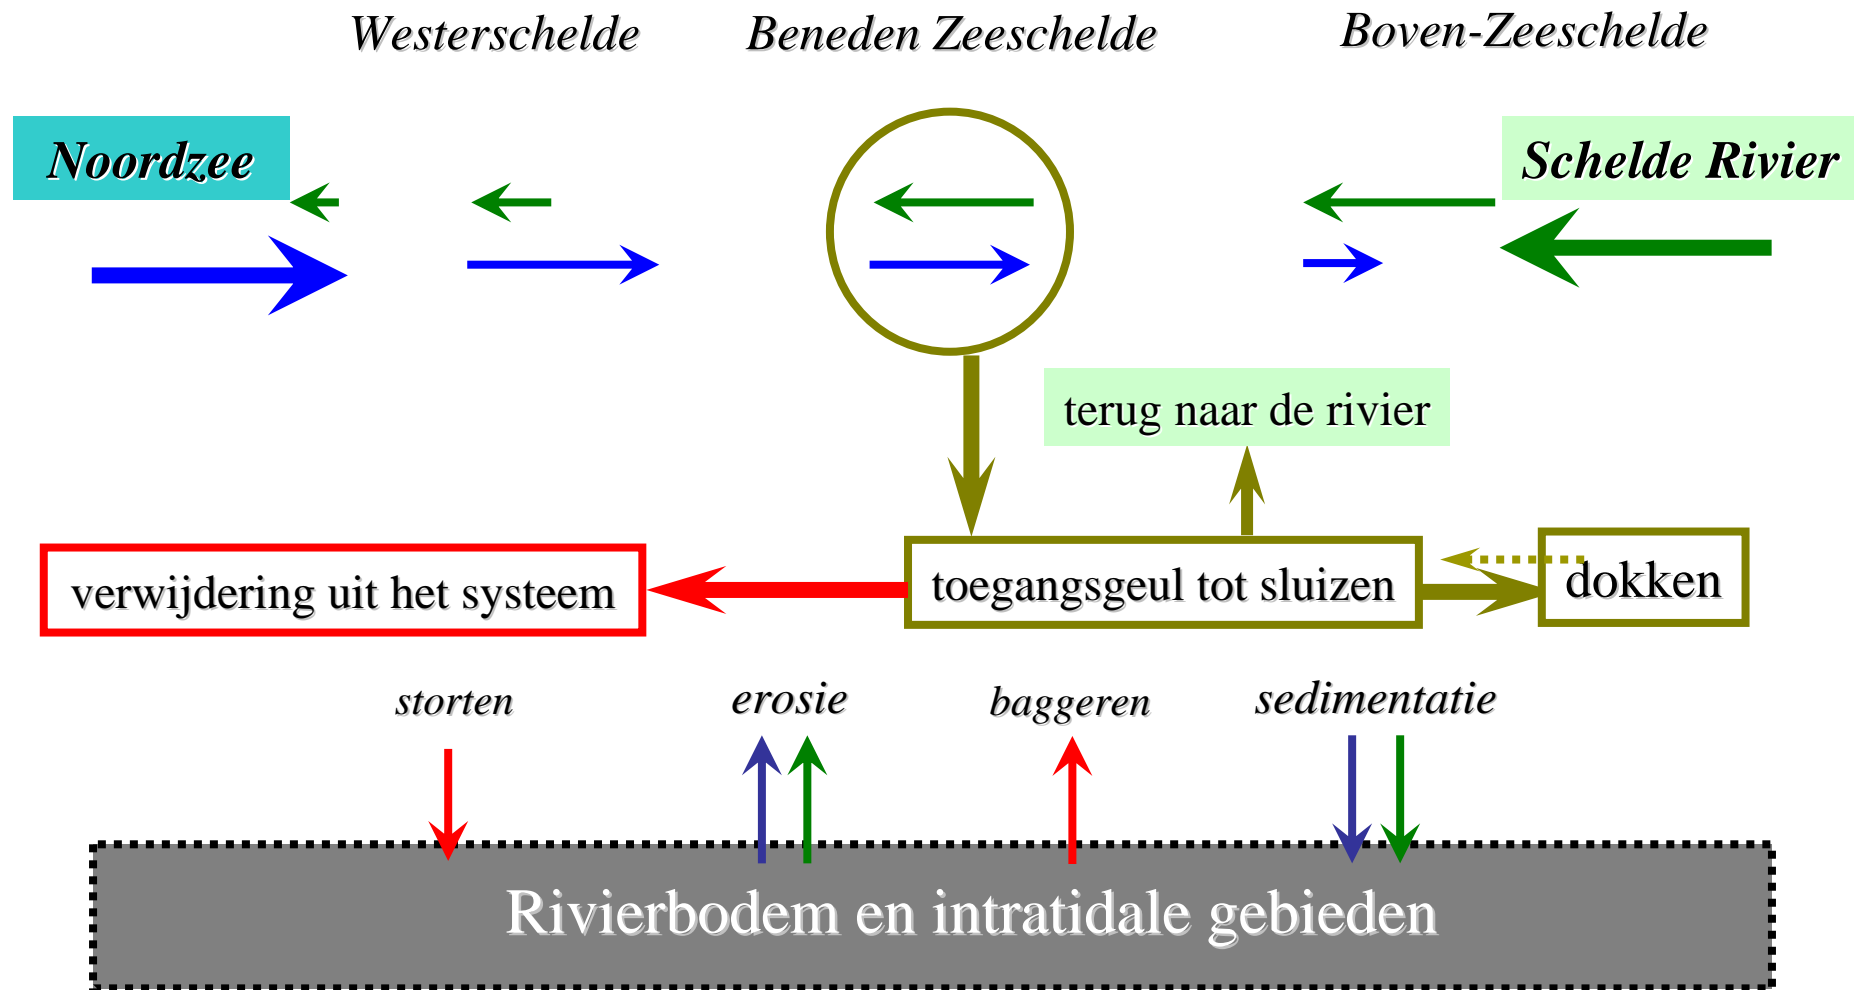 Westerschelde
Beneden Zeeschelde
Boven-Zeeschelde
Noordzee
Schelde Rivier
terug naar de rivier
verwijdering uit het systeem
toegangsgeul tot sluizen
dokken
storten
erosie
baggeren
sedimentatie
Rivierbodem en intratidale gebieden